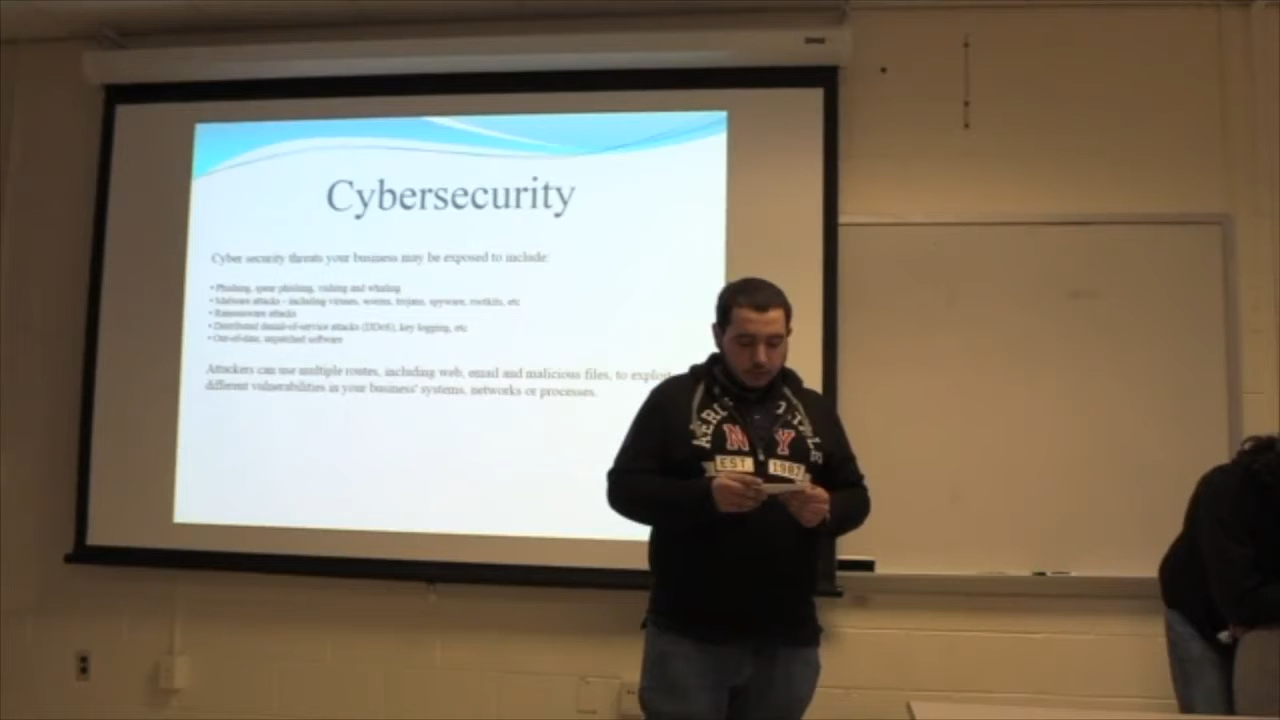 Cybersecurity
Cyber security threats your business may be exposed to include:
• Phishing, spear phishing, vishing and whaling
• Malware attacks - including viruses, worms, trojans, spyware, rootkits, etc
• Ransomware attacks
• Distributed denial-of-service attacks (DDoS), key logging, etc
• Out-of-date, unpatched software
Attackers can use multiple routes, including web, email and malicious files, to exploit
different vulnerabilities in your business' systems, networks or processes.
N Y
EST 1987